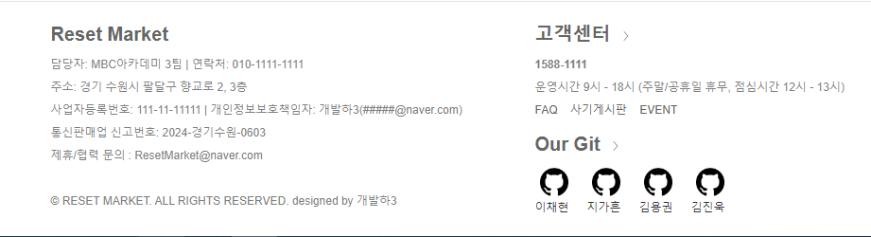 Reset Market
담당자: MBC아카데미 3팀 | 연락처: 010-1111-1111
주소: 경기 수원시 팔달구 향교로 2, 3층
사업자등록번호: 111-11-11111 | 개인정보보호책임자: 개발하3(#####@naver.com)
통신판매업 신고번호: 2024-경기수원-0603
제휴/협력 문의 : ResetMarket@naver.com
© RESET MARKET. ALL RIGHTS RESERVED. designed by 개발하3
고객센터 >
1588-1111
운영시간 9시 - 18시 (주말/공휴일 휴무, 점심시간 12시 - 13시)
FAQ 사기게시판 EVENT
Our Git >
이채현 지가흔 김용권 김진욱